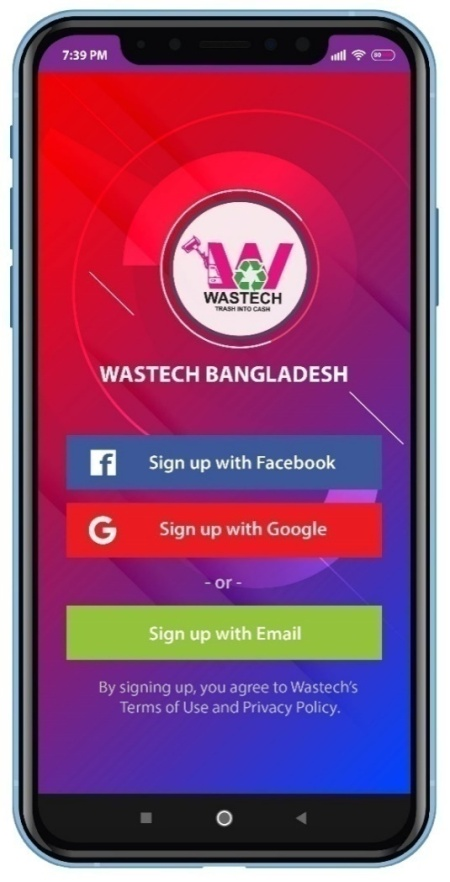 7:39 PM
80
W
WASTECH
TRASH INTO CASH
WASTECH BANGLADESH
f Sign up with Facebook
G Sign up with Google
- or -
Sign up with Email
By signing up, you agree to Wastech's
Terms of Use and Privacy Policy.